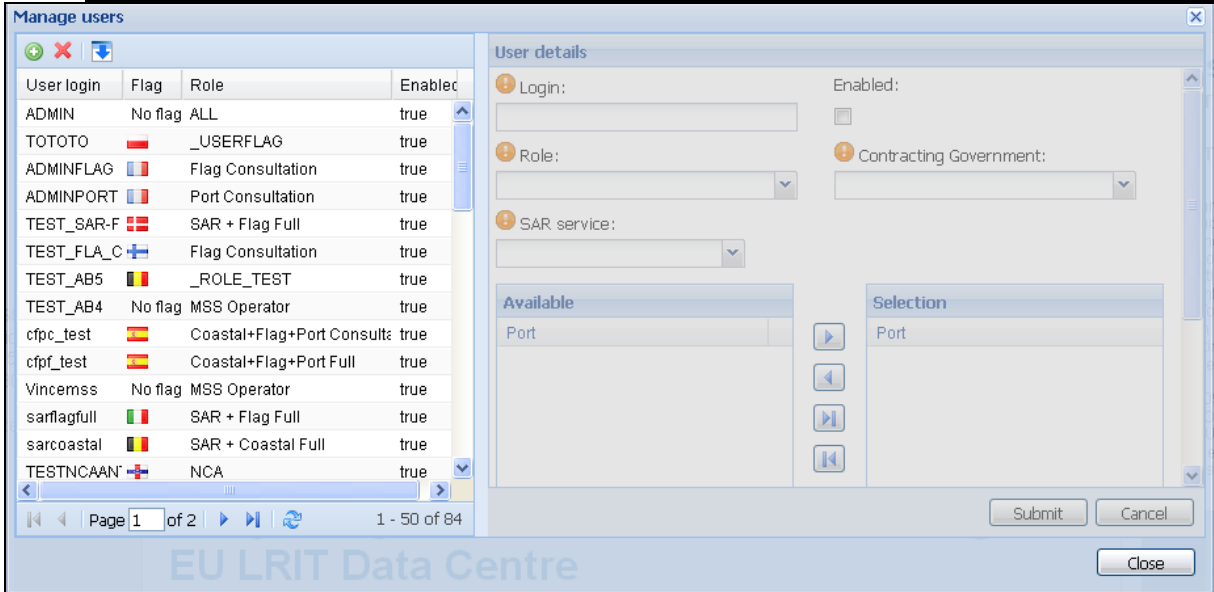 Manage users
User login Flag Role Enabled
ADMIN No flag ALL true
TOTOTO _USERFLAG true
ADMINFLAG Flag Consultation true
ADMINPORT Port Consultation true
TEST_SAR-F SAR + Flag Full true
TEST_FLA_C Flag Consultation true
TEST_AB5 _ROLE_TEST true
TEST_AB4 No flag MSS Operator true
cfpc_test Coastal+Flag+Port Consulta true
cfpf_test Coastal+Flag+Port Full true
Vincemss No flag MSS Operator true
sarflagfull SAR + Flag Full true
sarcoastal SAR + Coastal Full true
TESTNCAAN NCA true
Page 1 of 2 1 - 50 of 84
User details
Login: Enabled:
Role: Contracting Government:
SAR service:
Available Selection
Port Port
Submit Cancel
EU LRIT Data Centre
Close